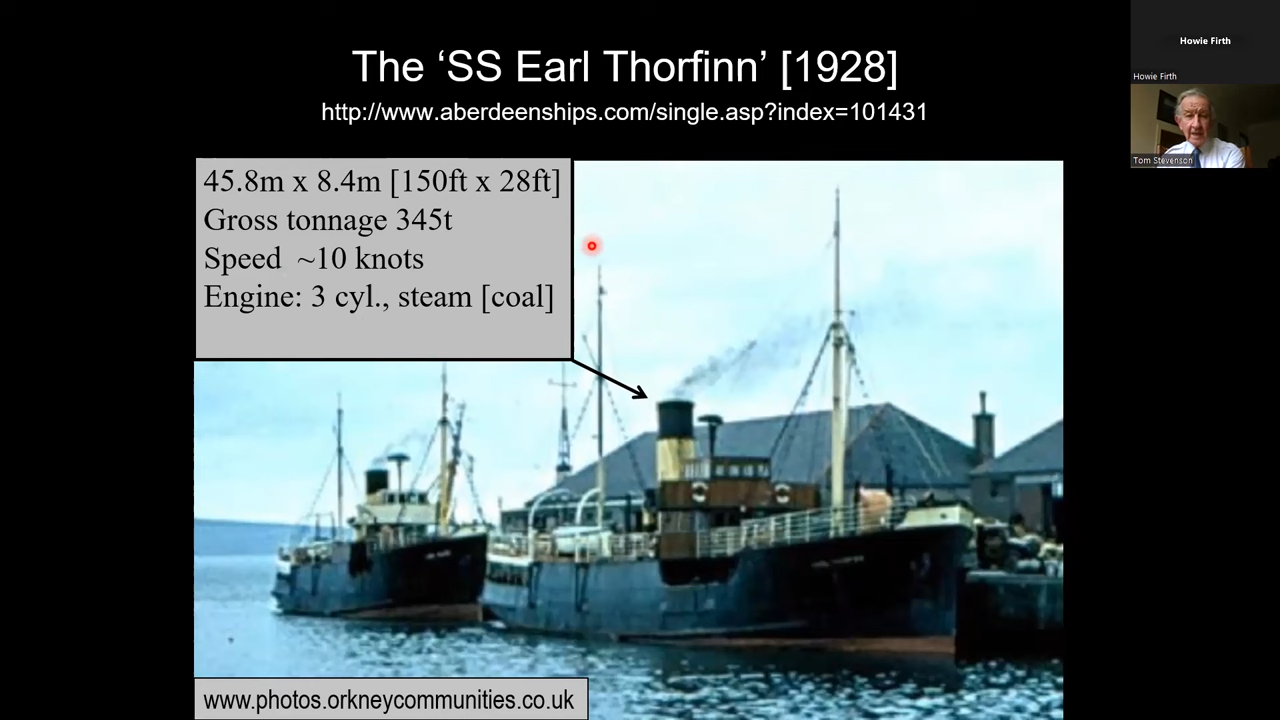 The ‘SS Earl Thorfinn’ [1928]
http://www.aberdeenships.com/single.asp?index=101431
45.8m x 8.4m [150ft x 28ft]
Gross tonnage 345t
Speed ~10 knots
Engine: 3 cyl., steam [coal]
www.photos.orkneycommunities.co.uk
Howie Firth
Howie Firth
Tom Stevenson